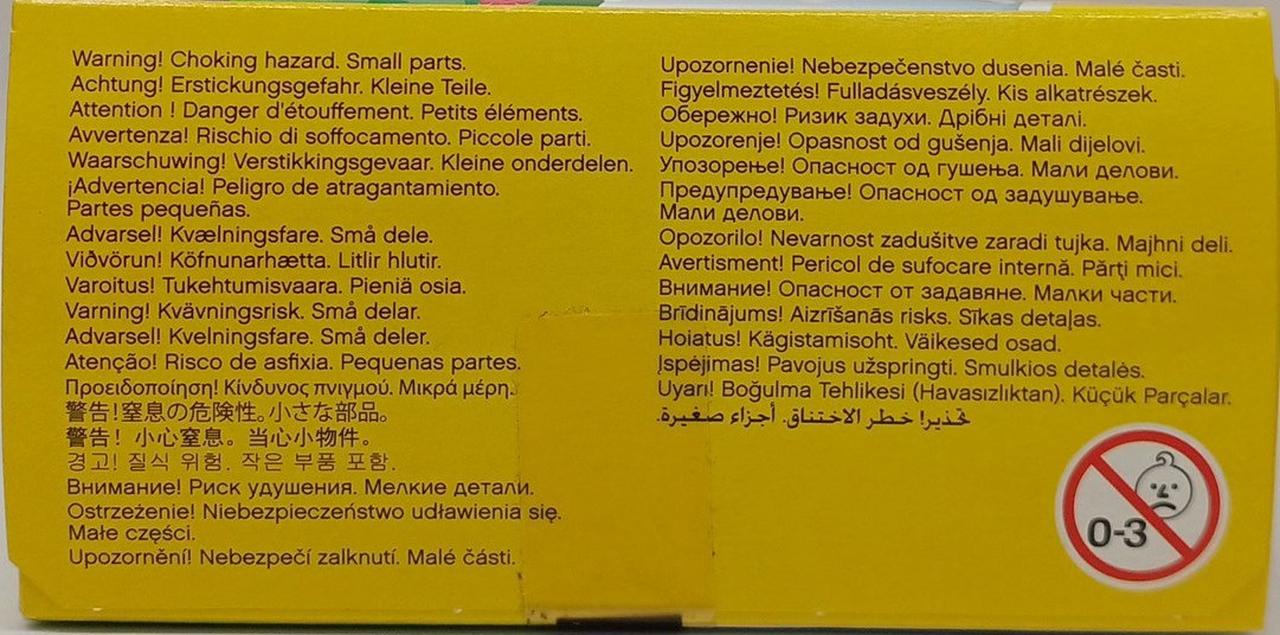 Warning! Choking hazard. Small parts.
Achtung! Erstickungsgefahr. Kleine Teile.
Attention ! Danger d'étouffement. Petits éléments.
Avvertenza! Rischio di soffocamento. Piccole parti.
Waarschuwing! Verstikkingsgevaar. Kleine onderdelen.
¡Advertencia! Peligro de atragantamiento.
Partes pequeñas.
Advarsel! Kvælningsfare. Små dele.
Viðvörun! Köfnunarhætta. Litlir hlutir.
Varoitus! Tukehtumisvaara. Pieniä osia.
Varning! Kvävningsrisk. Små delar.
Advarsel! Kvelningsfare. Små deler.
Atenção! Risco de asfixia. Pequenas partes.
Προειδοποίηση! Κίνδυνος πνιγμού. Μικρά μέρη.
警告!窒息の危険性。小さな部品。
警告！小心窒息。当心小物件。
경고! 질식 위험. 작은 부품 포함.
Внимание! Риск удушения. Мелкие детали.
Ostrzeżenie! Niebezpieczeństwo udławienia się.
Małe części.
Upozornění! Nebezpečí zalknutí. Malé části.
Upozornenie! Nebezpečenstvo dusenia. Malé časti.
Figyelmeztetés! Fulladásveszély. Kis alkatrészek.
Обережно! Ризик задухи. Дрібні деталі.
Upozorenje! Opasnost od gušenja. Mali dijelovi.
Упозорење! Опасност од гушења. Мали делови.
Предупредување! Опасност од задушување.
Мали делови.
Opozorilo! Nevarnost zadušitve zaradi tujka. Majhni deli.
Avertisment! Pericol de sufocare internă. Părţi mici.
Внимание! Опасност от задавяне. Малки части.
Brīdinājums! Aizrīšanās risks. Sīkas detaļas.
Hoiatus! Kägistamisoht. Väikesed osad.
Įspėjimas! Pavojus užspringti. Smulkios detalės.
Uyarı! Boğulma Tehlikesi (Havasızlıktan). Küçük Parçalar.
تحذير! خطر الاختناق. أجزاء صغيرة.
0-3